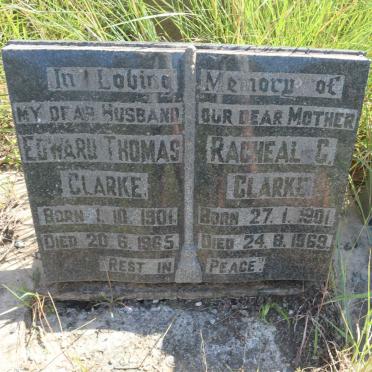 In Loving Memory of
My dear Husband
Edward Thomas
Clarke.
Born 1.10.1901.
Died 20.6.1965.
our dear Mother
Racheal C.
Clarke
Born 27.1.1901.
Died 24.8.1969.
"Rest in Peace."